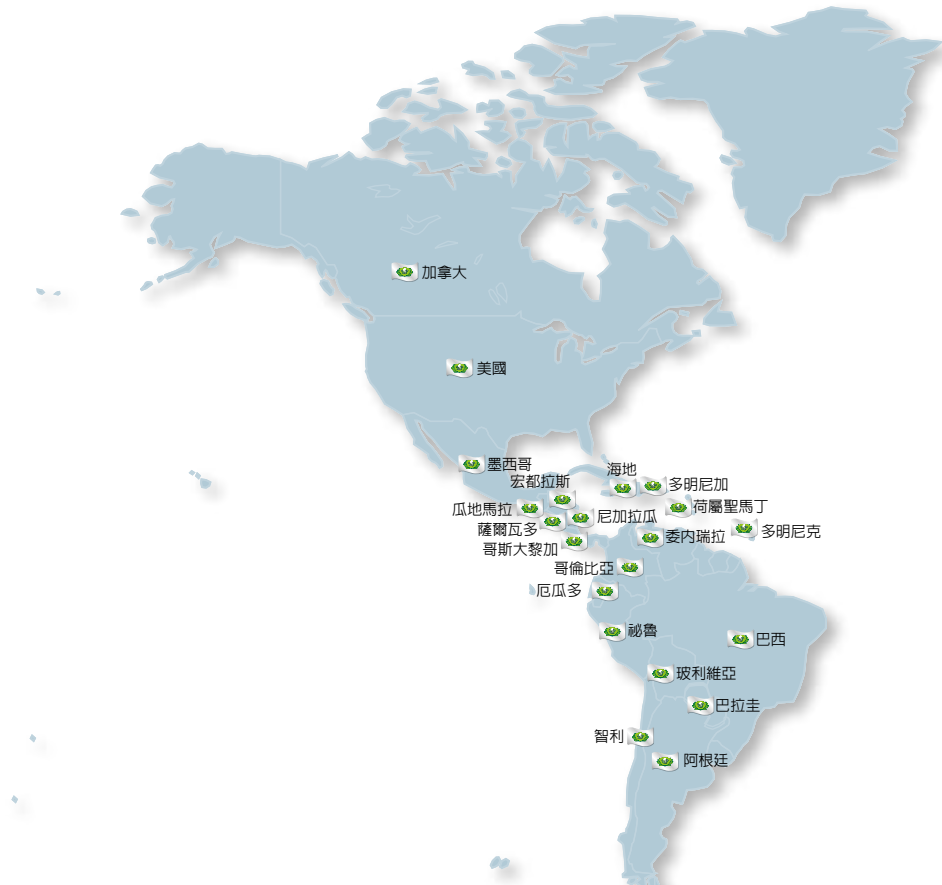 加拿大
美國
墨西哥
海地
宏都拉斯
多明尼加
瓜地馬拉
荷屬聖馬丁
尼加拉瓜
薩爾瓦多
多明尼克
委內瑞拉
哥斯大黎加
哥倫比亞
厄瓜多
祕魯
巴西
玻利維亞
巴拉圭
智利
阿根廷